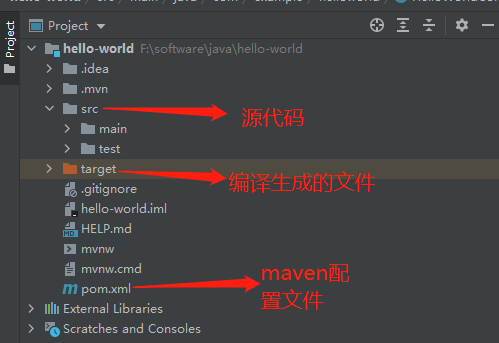 Project
Project
hello-world F:\software\java\hello-world
.idea
.mvn
src
源代码
main
test
target
编译生成的文件
.gitignore
hello-world.iml
HELP.md
mvnw
mvnw.cmd
pom.xml
maven配
置文件
External Libraries
Scratches and Consoles